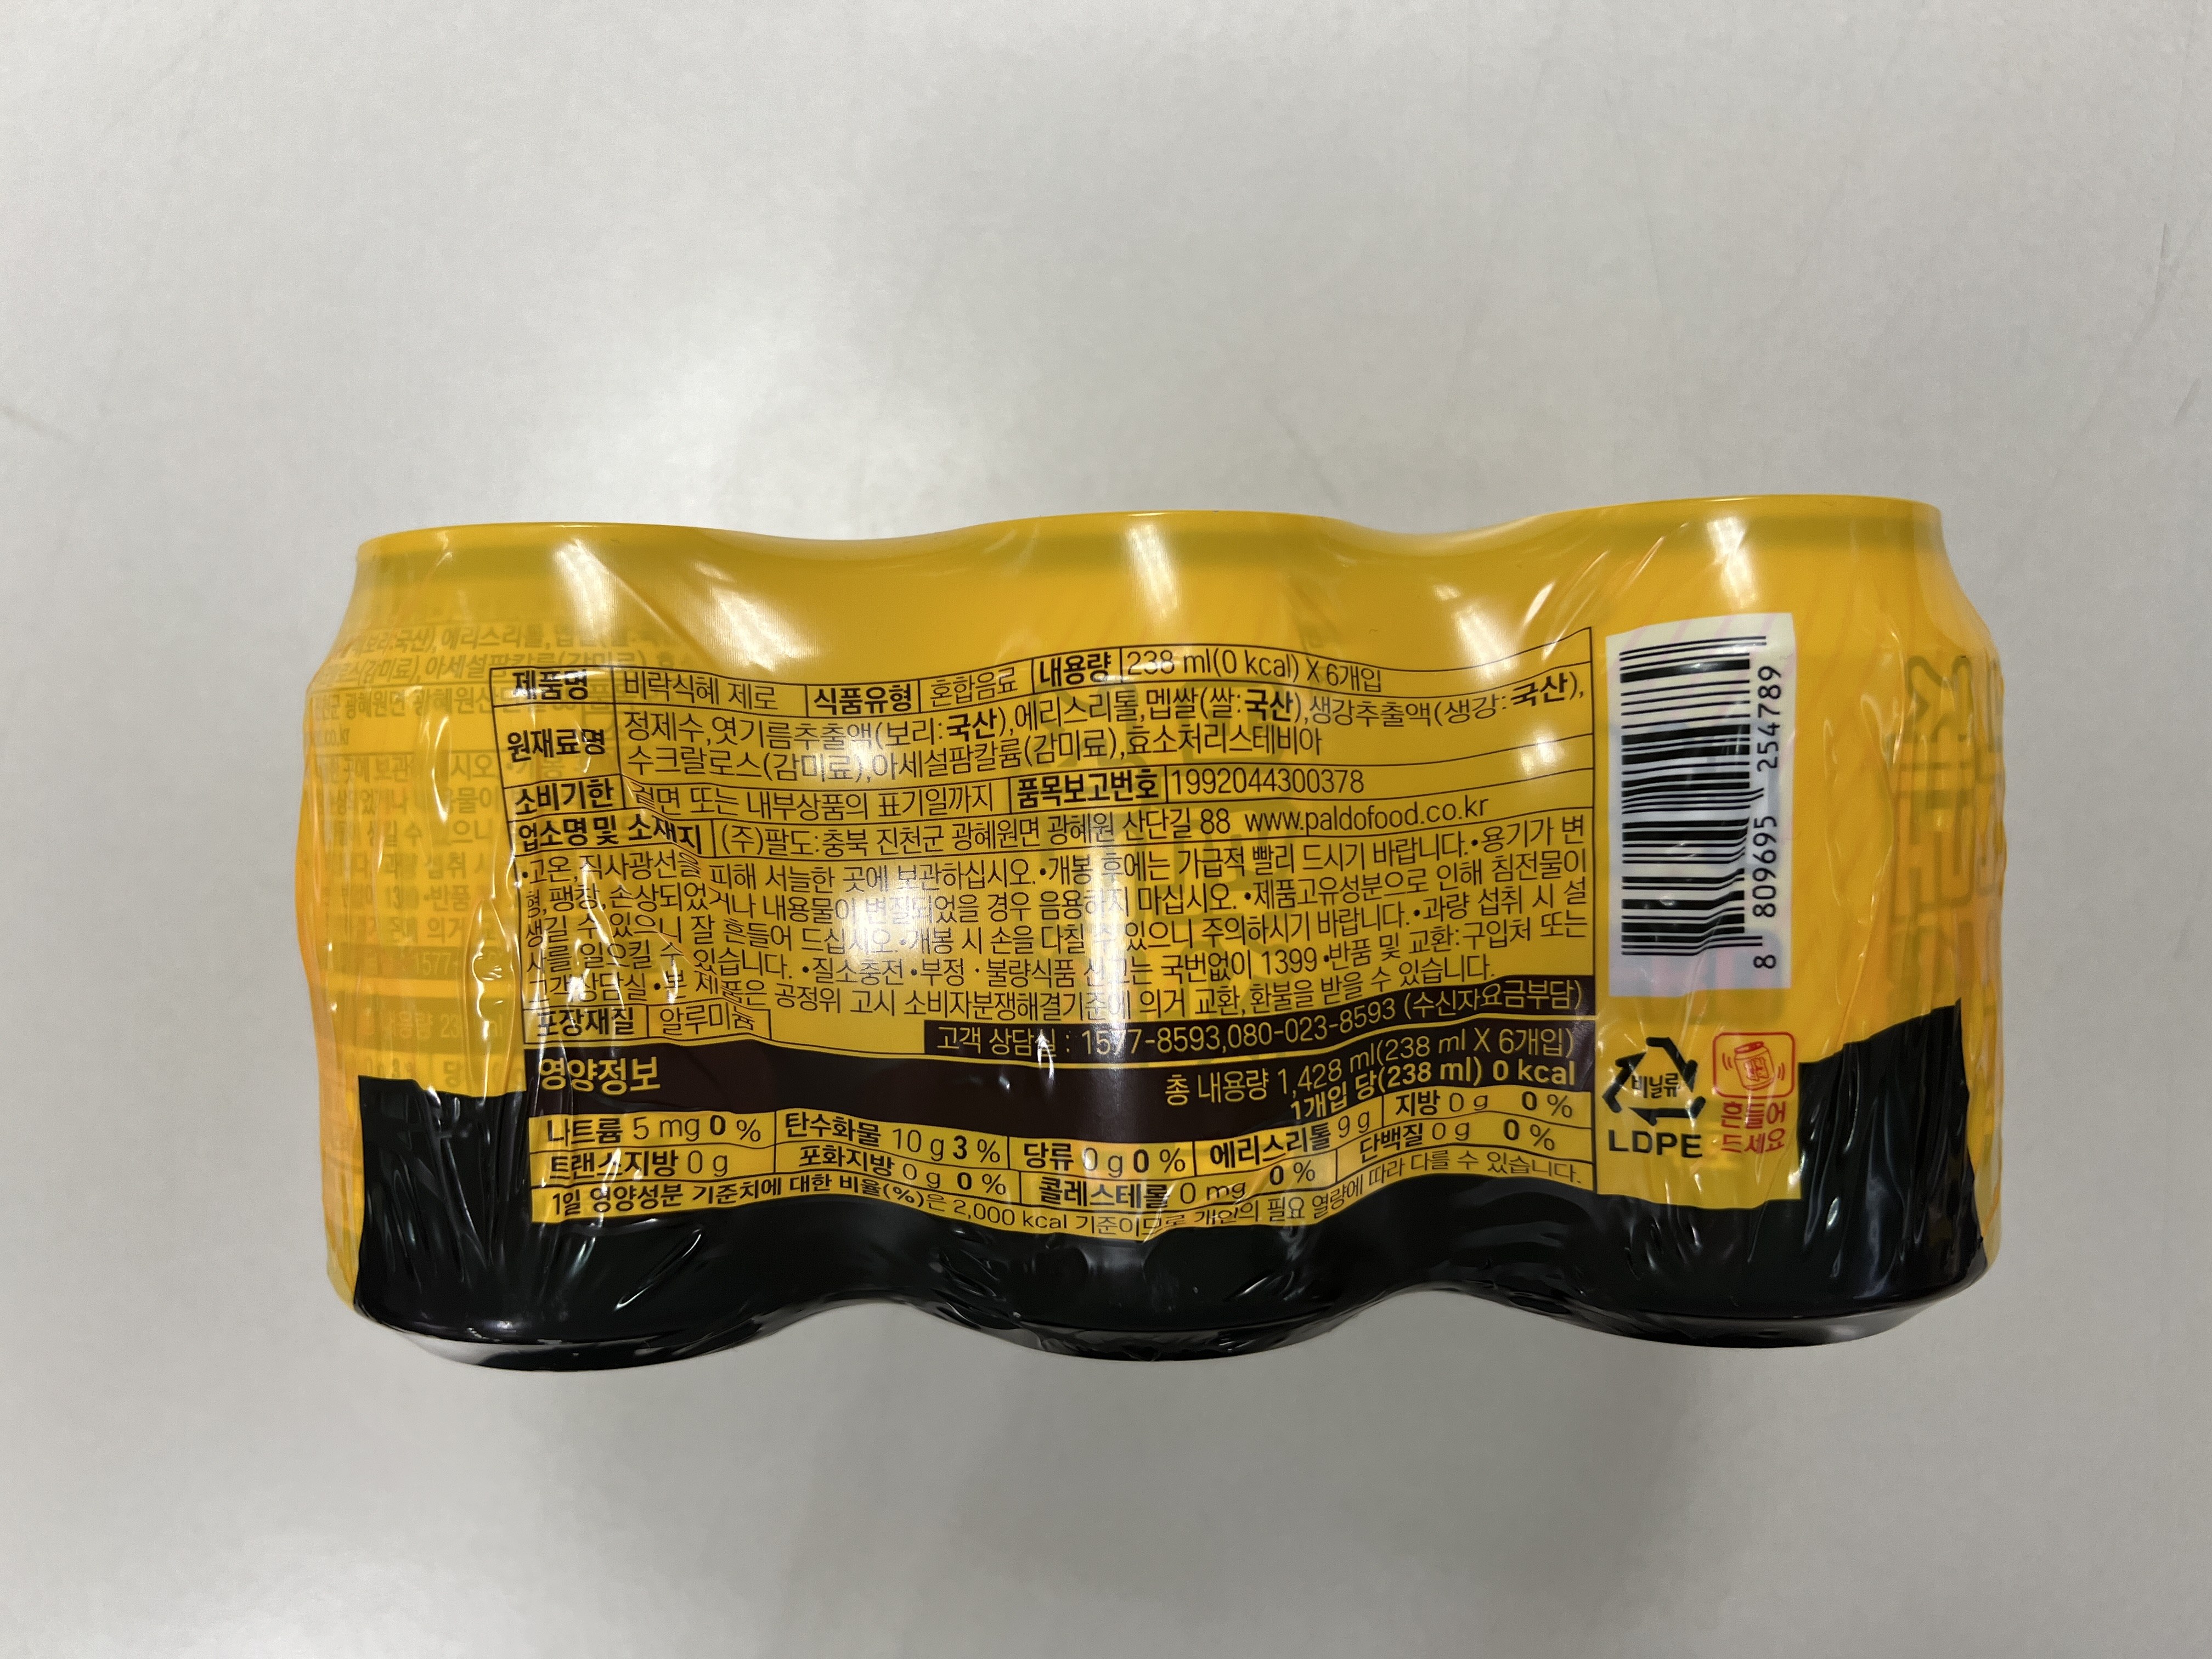 제품명 비락식혜 제로 식품유형 혼합음료 내용량 238 ml(0 kcal) X 6개입
원재료명 정제수,엿기름추출액(보리:국산),에리스리톨,멥쌀(쌀:국산),생강추출액(생강:국산),
수크랄로스(감미료),아세설팜칼륨(감미료),효소처리스테비아
소비기한 겉면 또는 내부상품의 표기일까지 품목보고번호 1992044300378
업소명 및 소재지 (주)팔도:충북 진천군 광혜원면 광혜원 산단길 88 www.paldofood.co.kr
•고온,직사광선을 피해 서늘한 곳에 보관하십시오.•개봉 후에는 가급적 빨리 드시기 바랍니다.•용기가 변
형,팽창,손상되었거나 내용물이 변질되었을 경우 음용하지 마십시오.•제품고유성분으로 인해 침전물이
생길 수 있으니 잘 흔들어 드십시오.•개봉 시 손을 다칠 수 있으니 주의하시기 바랍니다.•과량 섭취 시 설
사를 일으킬 수 있습니다.•질소충전•부정·불량식품 신고는 국번없이 1399•반품 및 교환:구입처 또는
고객상담실•본 제품은 공정위 고시 소비자분쟁해결기준에 의거 교환,환불을 받을 수 있습니다.
포장재질 알루미늄
고객 상담실 : 1577-8593,080-023-8593 (수신자요금부담)
영양정보
총 내용량 1,428 ml(238 ml X 6개입)
1개입 당(238 ml) 0 kcal
나트륨 5 mg 0 % 탄수화물 10 g 3 % 당류 0 g 0 % 에리스리톨 9 g 지방 0 g 0 %
트랜스지방 0 g 포화지방 0 g 0 % 콜레스테롤 0 mg 0 % 단백질 0 g 0 %
1일 영양성분 기준치에 대한 비율(%)은 2,000 kcal 기준이므로 개인의 필요 열량에 따라 다를 수 있습니다.
8 809695 254789
비닐류
LDPE
흔들어
드세요